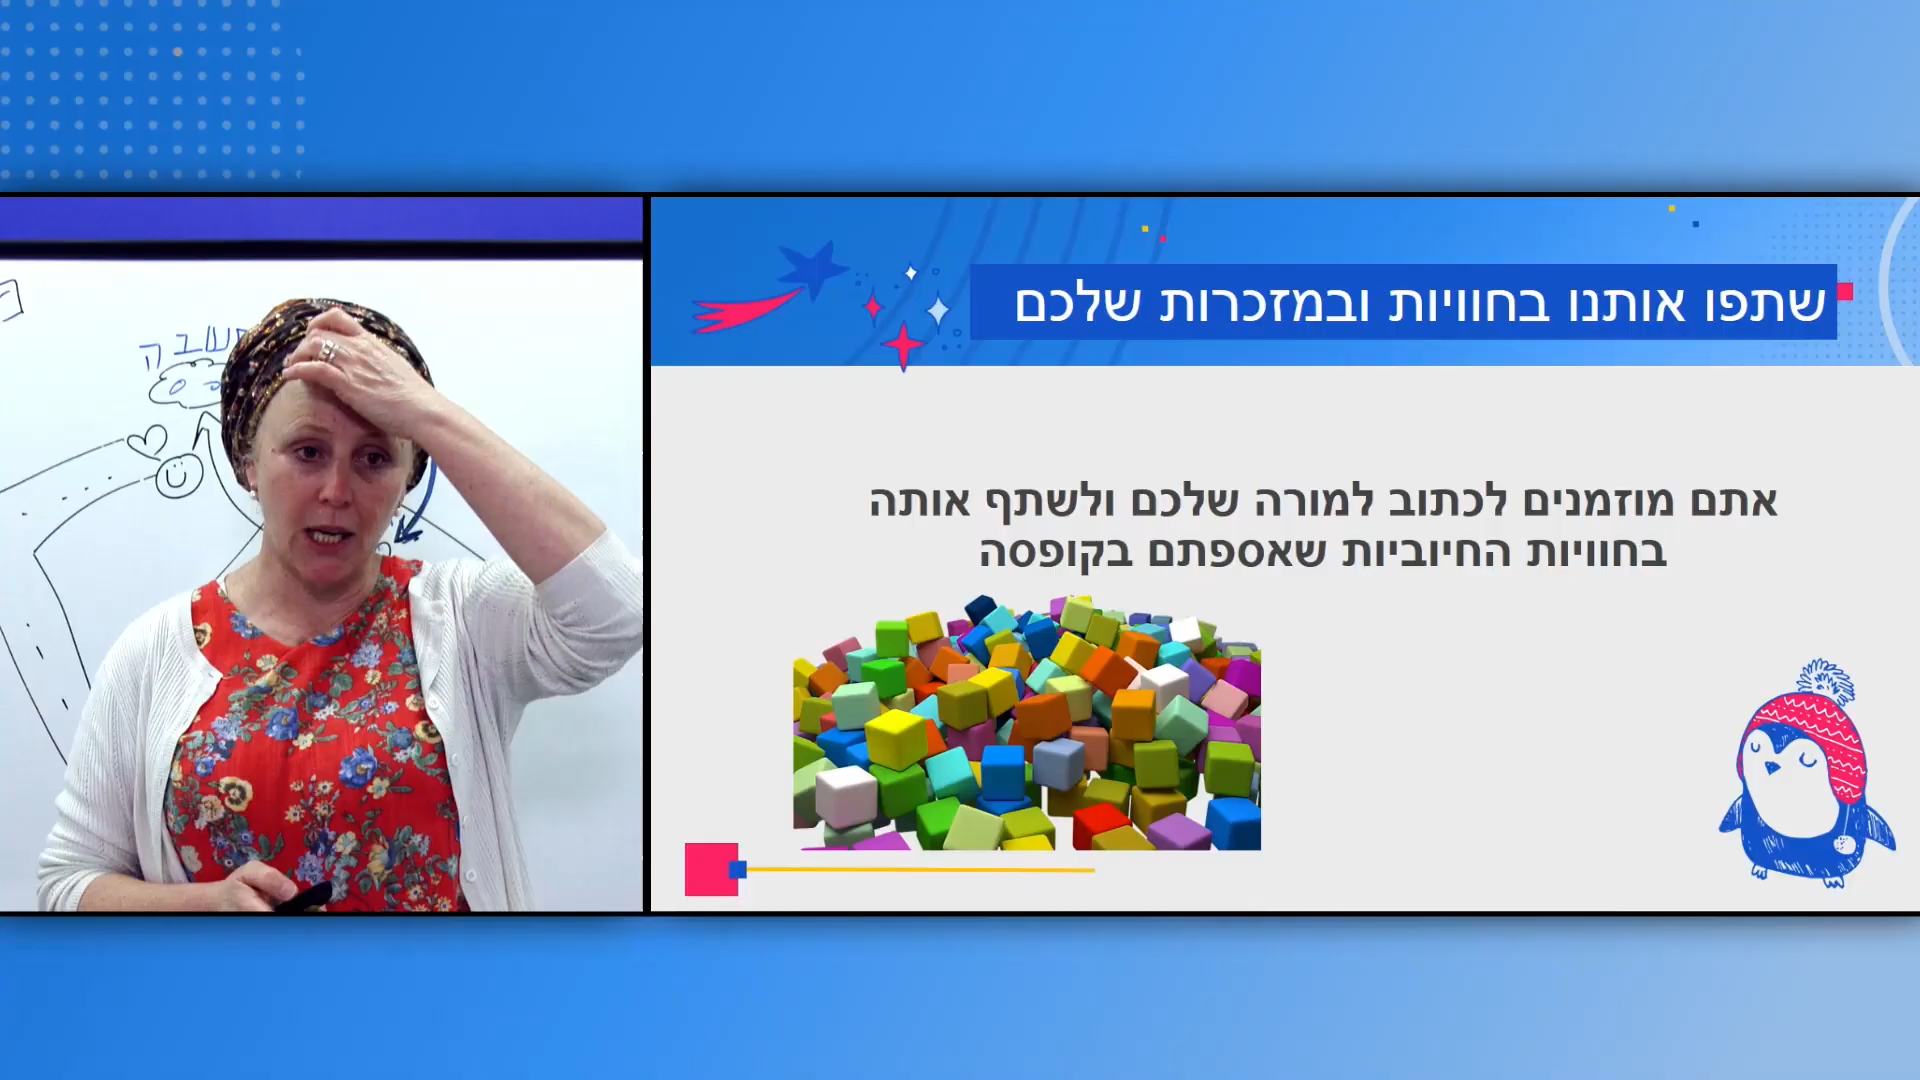 שתפו אותנו בחוויות ובמזכרות שלכם
אתם מוזמנים לכתוב למורה שלכם ולשתף אותה
בחוויות החיוביות שאספתם בקופסה